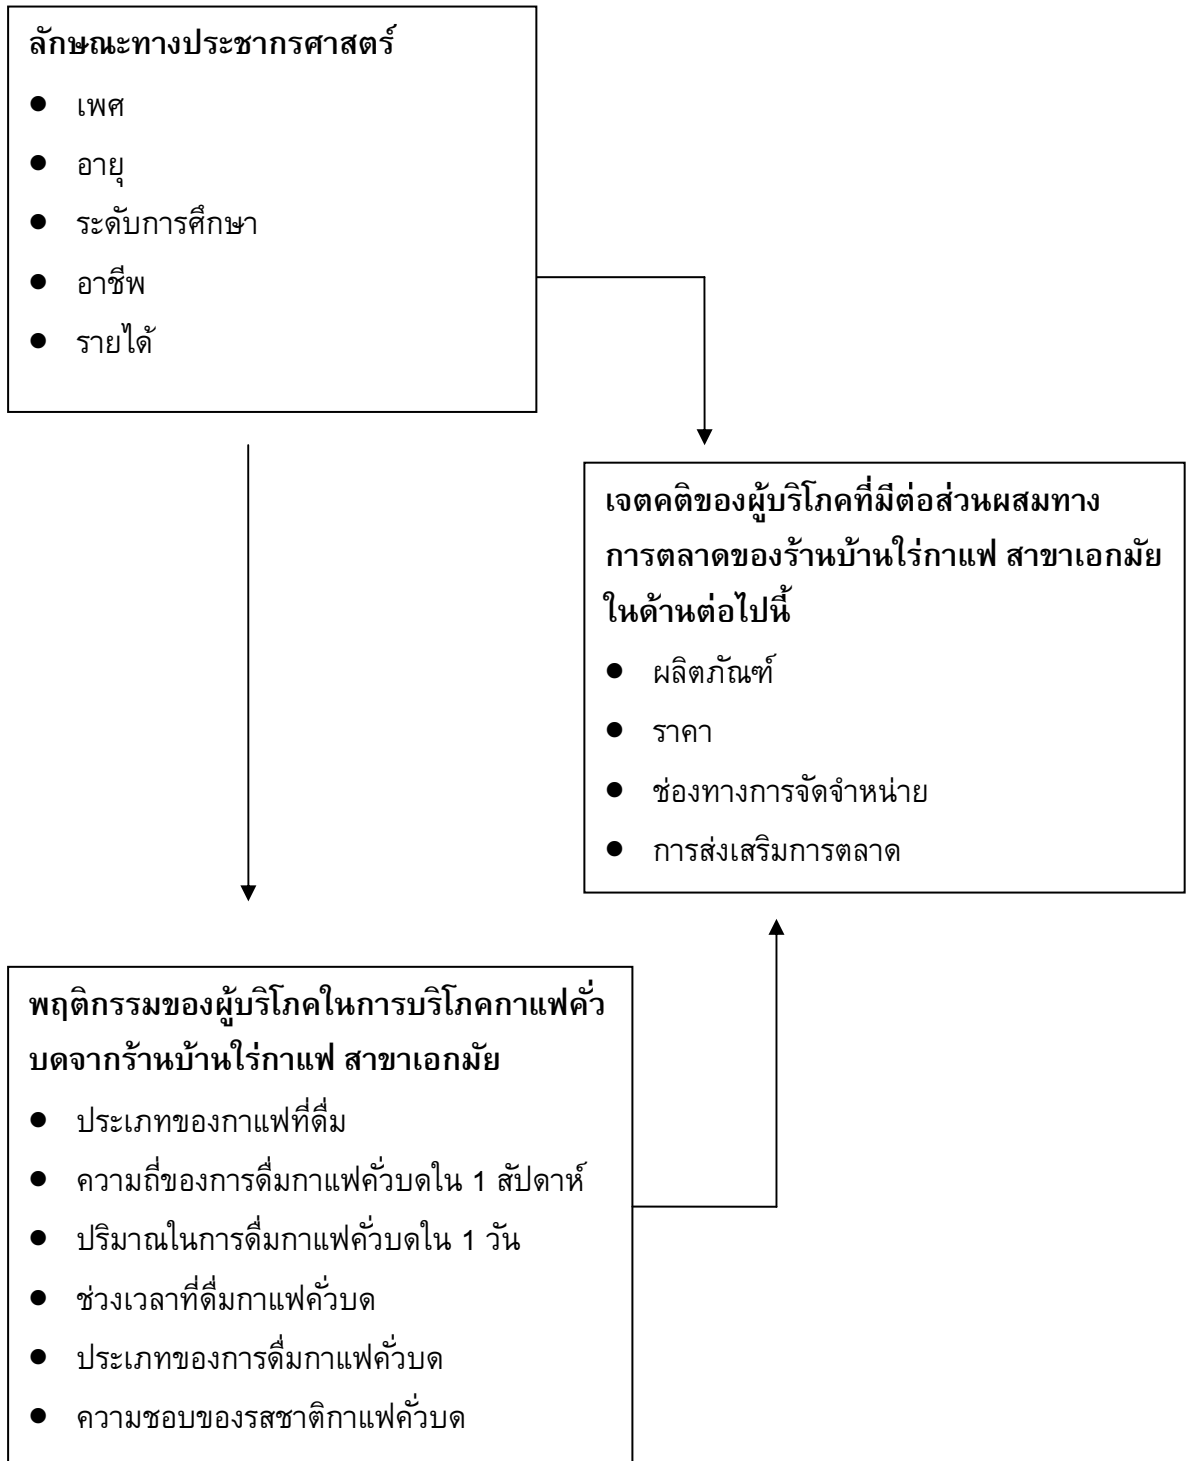 ลักษณะทางประชากรศาสตร์
● เพศ
● อายุ
● ระดับการศึกษา
● อาชีพ
● รายได้
เจตคติของผู้บริโภคที่มีต่อส่วนผสมทาง
การตลาดของร้านบ้านใร่กาแฟ สาขาเอกมัย
ในด้านต่อไปนี้
● ผลิตภัณฑ์
● ราคา
● ช่องทางการจัดจำหน่าย
● การส่งเสริมการตลาด
พฤติกรรมของผู้บริโภคในการบริโภคกาแฟคั่ว
บดจากร้านบ้านใร่กาแฟ สาขาเอกมัย
● ประเภทของกาแฟที่ดื่ม
● ความถี่ของการดื่มกาแฟคั่วบดใน 1 สัปดาห์
● ปริมาณในการดื่มกาแฟคั่วบดใน 1 วัน
● ช่วงเวลาที่ดื่มกาแฟคั่วบด
● ประเภทของการดื่มกาแฟคั่วบด
● ความชอบของรสชาติกาแฟคั่วบด